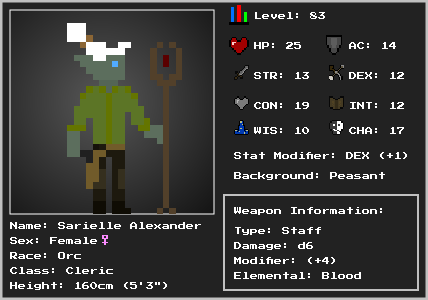 Level: 83
HP: 25
AC: 14
STR: 13
DEX: 12
CON: 19
INT: 12
WIS: 10
CHA: 17
Stat Modifier: DEX (+1)
Background: Peasant
Name: Sarielle Alexander
Sex: Female♀
Race: Orc
Class: Cleric
Height: 160cm (5'3")
Weapon Information:
Type: Staff
Damage: d6
Modifier: (+4)
Elemental: Blood